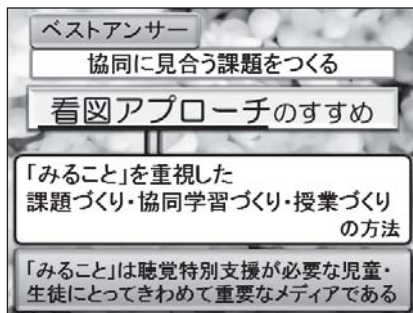 ベストアンサー
協同に見合う課題をつくる
看図アプローチのすすめ
「みること」を重視した
課題づくり・協同学習づくり・授業づくり
の方法
「みること」は聴覚特別支援が必要な児童・
生徒にとってきわめて重要なメディアである